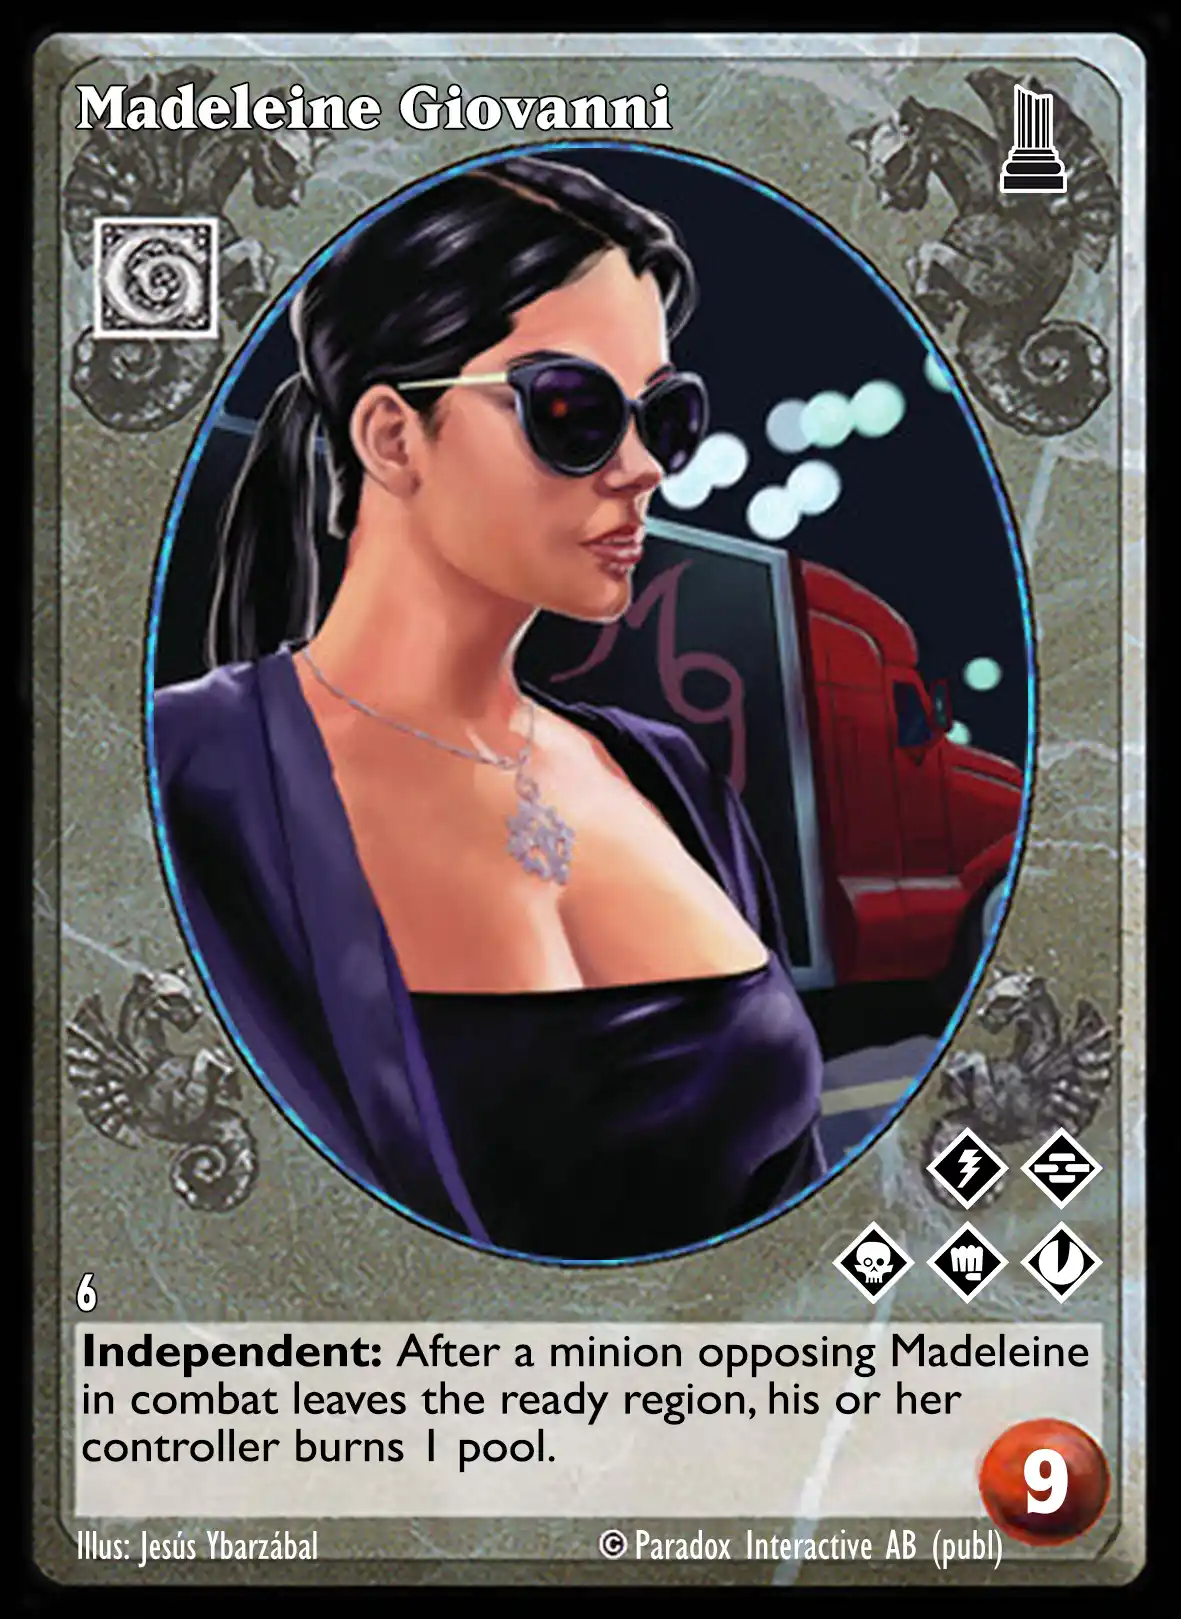 Madeleine Giovanni
6
Independent: After a minion opposing Madeleine
in combat leaves the ready region, his or her
controller burns 1 pool.
9
Illus: Jesús Ybarzábal
© Paradox Interactive AB (publ)